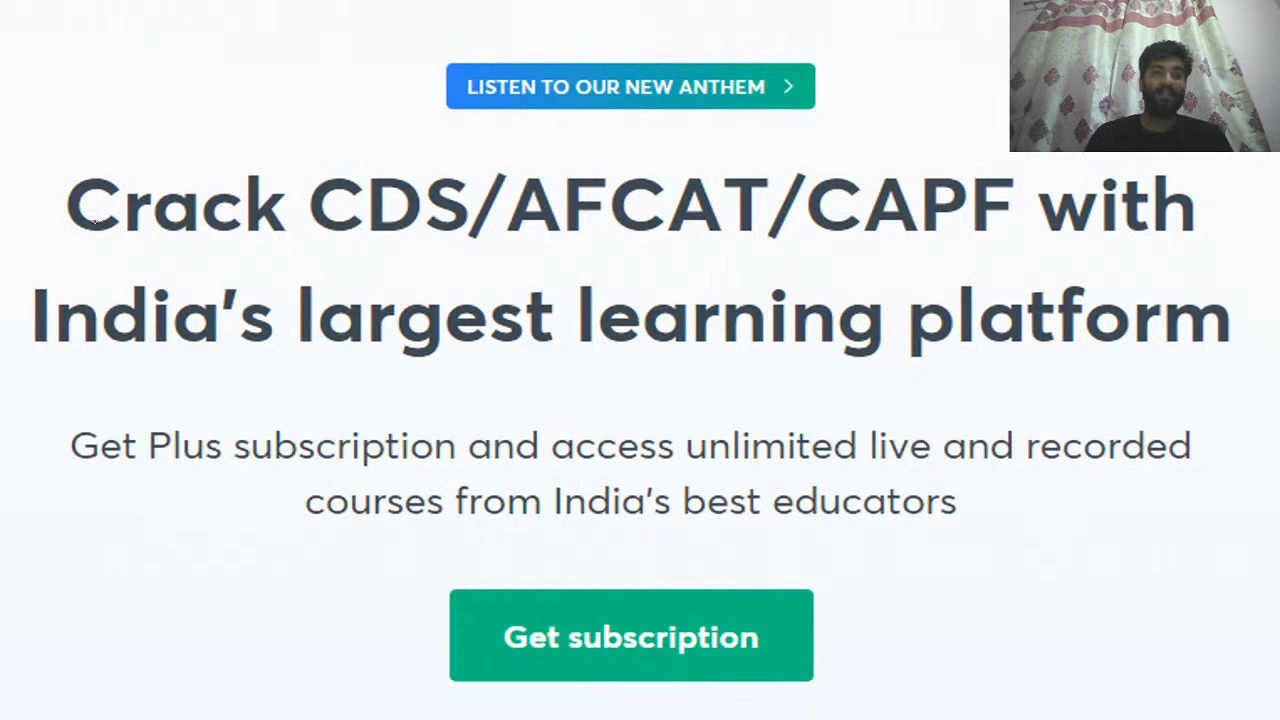 LISTEN TO OUR NEW ANTHEM
Crack CDS/AFCAT/CAPF with
India's largest learning platform
Get Plus subscription and access unlimited live and recorded
courses from India's best educators
Get subscription